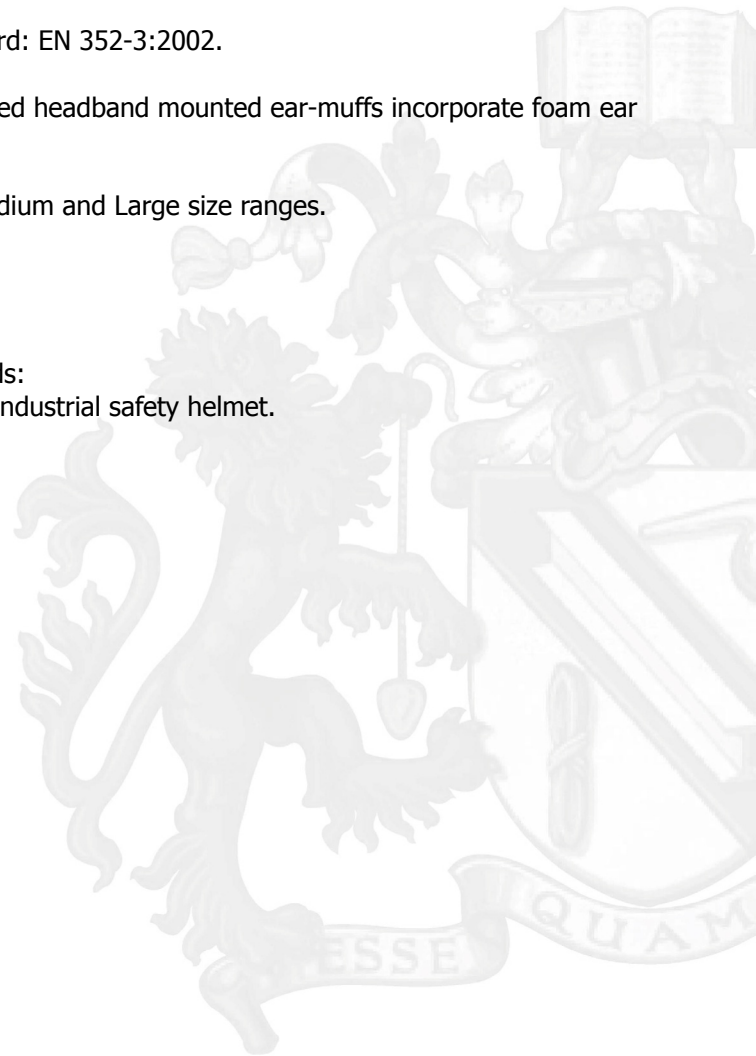 rd: EN 352-3:2002.
ed headband mounted ear-muffs incorporate foam ear
dium and Large size ranges.
ls:
ndustrial safety helmet.
ESSE QUAM